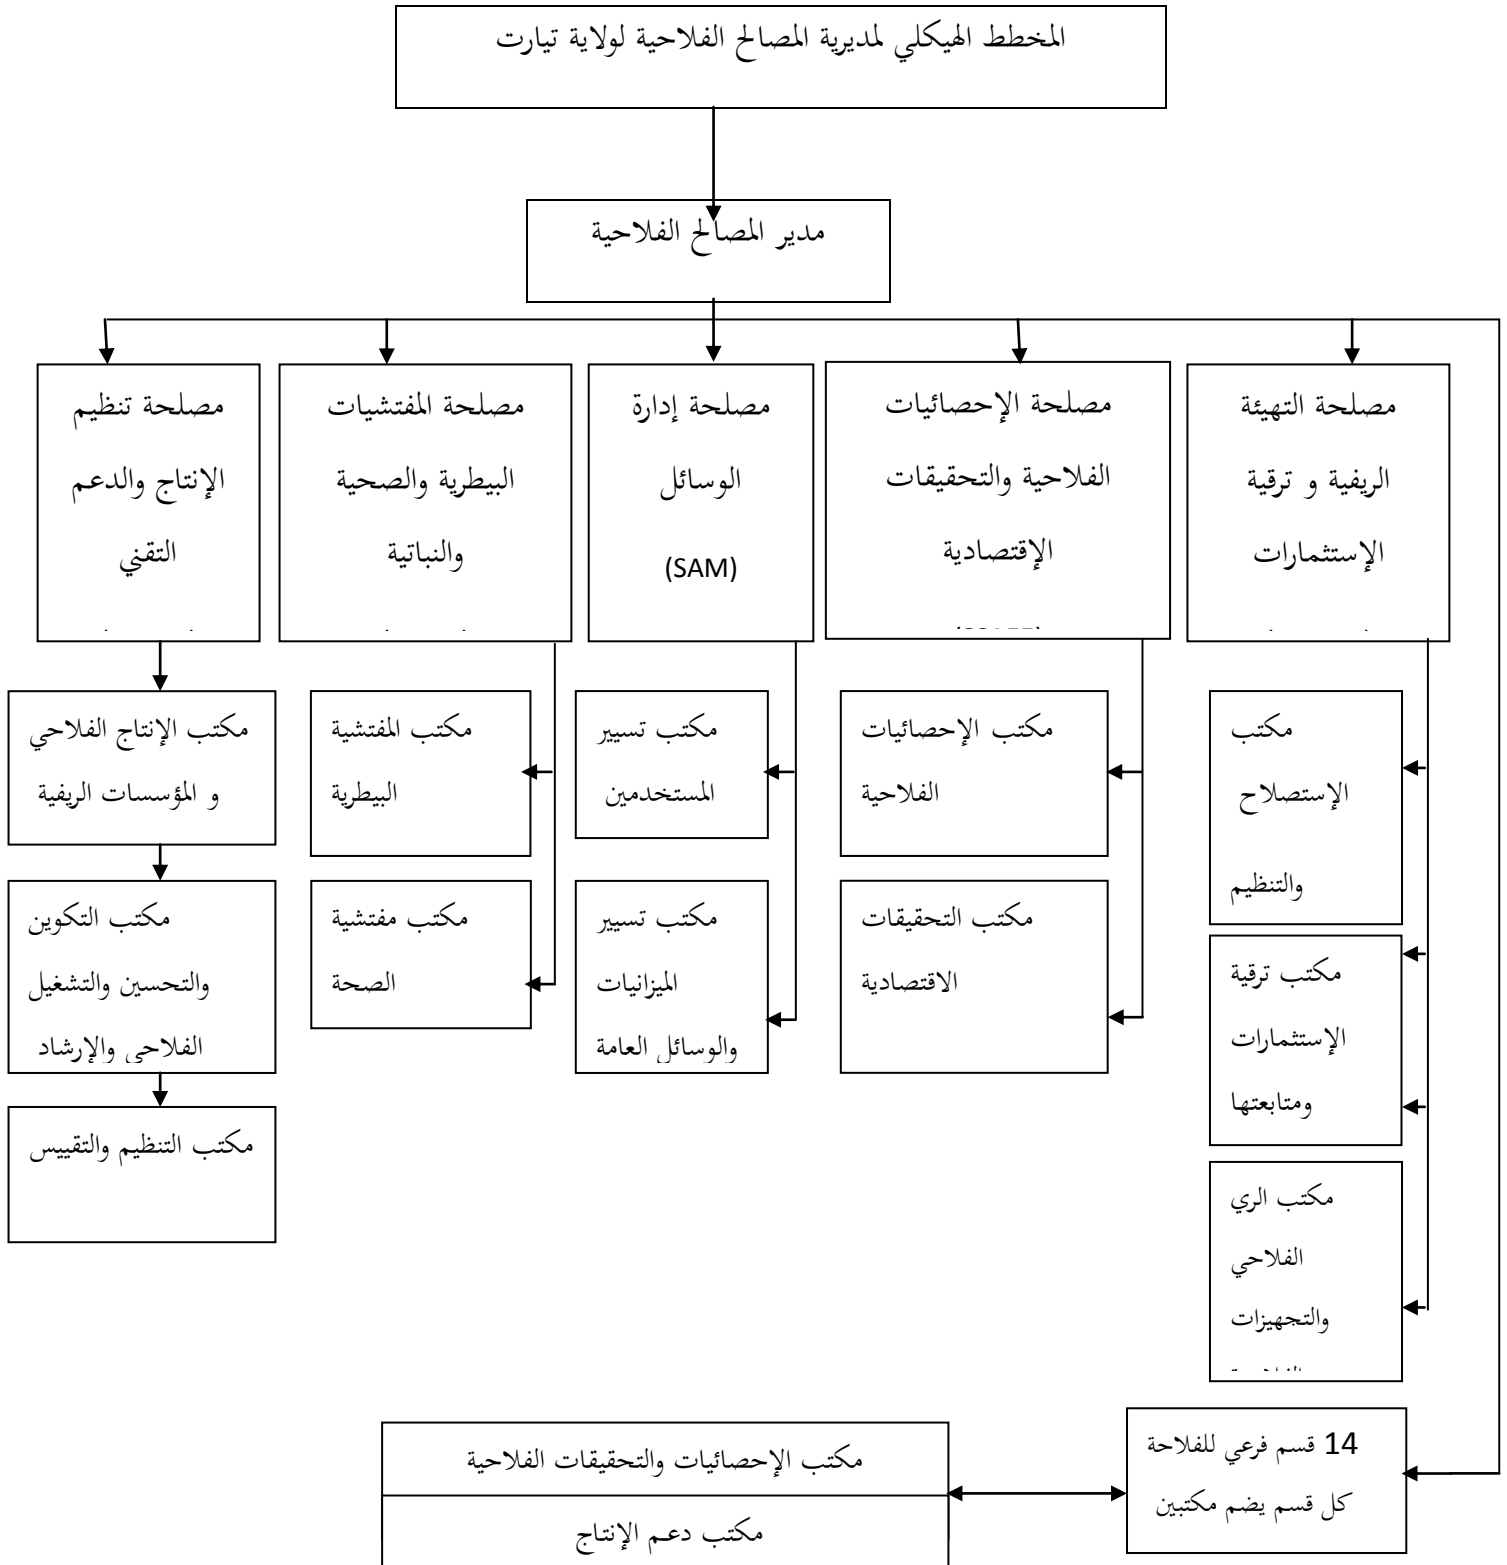 المخطط الهيكلي لمديرية المصالح الفلاحية لولاية تيارت
مدير المصالح الفلاحية
مصلحة التهيئة
الريفية و ترقية
الإستثمارات
مصلحة الإحصائيات
الفلاحية والتحقيقات
الإقتصادية
مصلحة إدارة
الوسائل
(SAM)
مصلحة المفتشيات
البيطرية والصحية
والنباتية
مصلحة تنظيم
الإنتاج والدعم
التقني
مكتب
الإستصلاح
والتنظيم
مكتب ترقية
الإستثمارات
ومتابعتها
مكتب الري
الفلاحي
والتجهيزات
مكتب الإحصائيات
الفلاحية
مكتب التحقيقات
الاقتصادية
مكتب تسيير
المستخدمين
مكتب تسيير
الميزانيات
والوسائل العامة
مكتب المفتشية
البيطرية
مكتب مفتشية
الصحة
مكتب الإنتاج الفلاحي
و المؤسسات الريفية
مكتب التكوين
والتحسين والتشغيل
الفلاحي والإرشاد
مكتب التنظيم والتقييس
14 قسم فرعي للفلاحة
كل قسم يضم مكتبين
مكتب الإحصائيات والتحقيقات الفلاحية
مكتب دعم الإنتاج